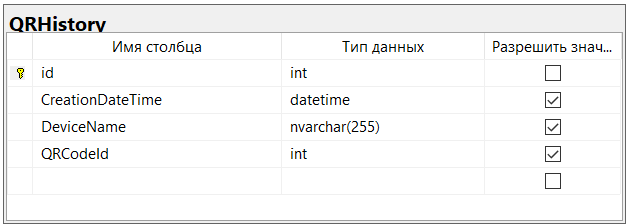 QRHistory
Имя столбца Тип данных Разрешить знач...
id int
CreationDateTime datetime
DeviceName nvarchar(255)
QRCodeId int